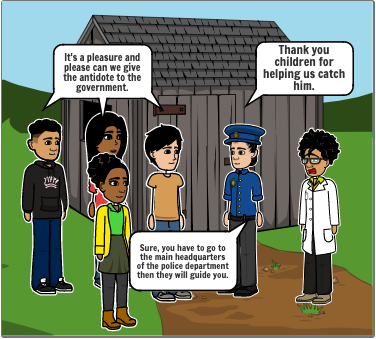 Thank you
children for
helping us catch
him.
It's a pleasure and
please can we give
the antidote to the
government.
Sure, you have to go to
the main headquarters
of the police department
then they will guide you.